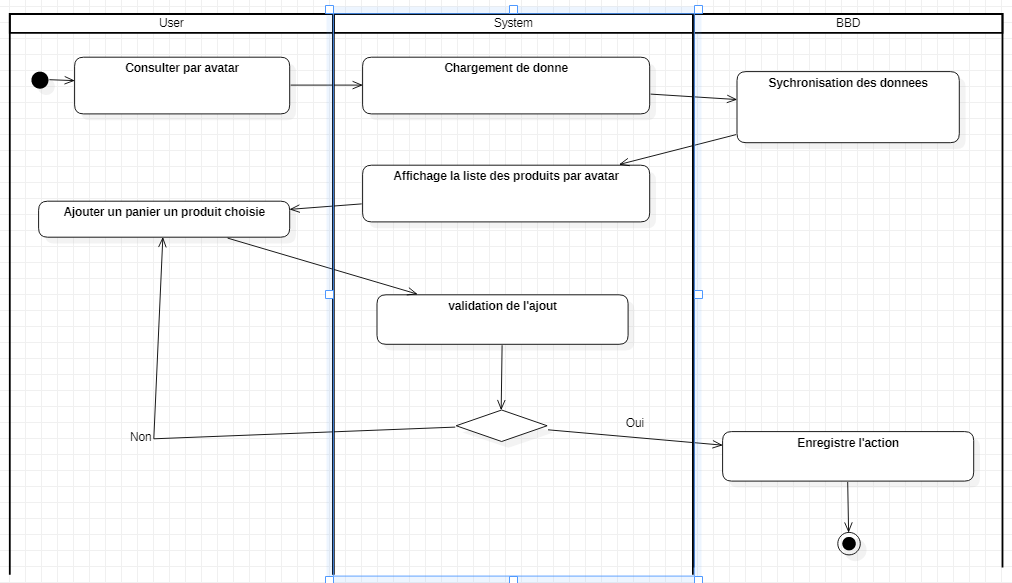 User
System
BBD
Consulter par avatar
Chargement de donne
Sychronisation des donnees
Affichage la liste des produits par avatar
Ajouter un panier un produit choisie
validation de l'ajout
Non
Oui
Enregistre l'action